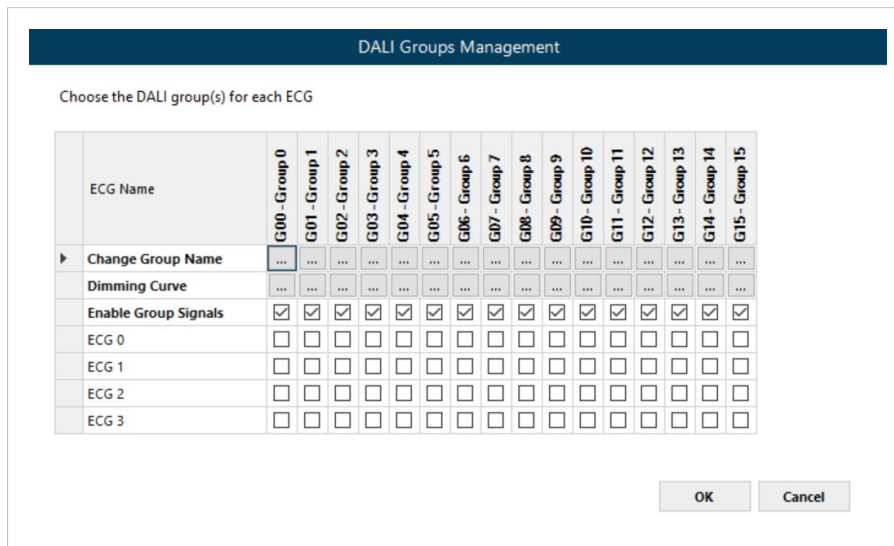 DALI Groups Management
Choose the DALI group(s) for each ECG
ECG Name
G00 - Group 0
G01 - Group 1
G02 - Group 2
G03 - Group 3
G04 - Group 4
G05 - Group 5
G06 - Group 6
G07 - Group 7
G08 - Group 8
G09 - Group 9
G10 - Group 10
G11 - Group 11
G12 - Group 12
G13 - Group 13
G14 - Group 14
G15 - Group 15
Change Group Name ... ... ... ... ... ... ... ... ... ... ... ... ... ... ... ...
Dimming Curve ... ... ... ... ... ... ... ... ... ... ... ... ... ... ... ...
Enable Group Signals
ECG 0
ECG 1
ECG 2
ECG 3
OK Cancel